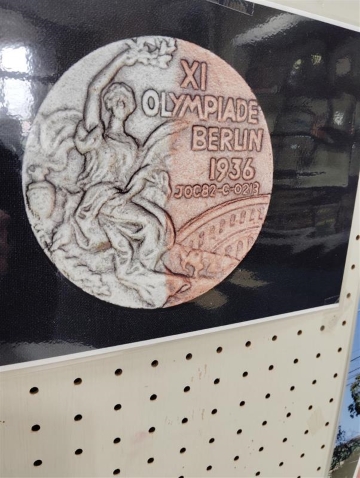 XI
OLYMPIADE
BERLIN
1936
JOC82-C-0213